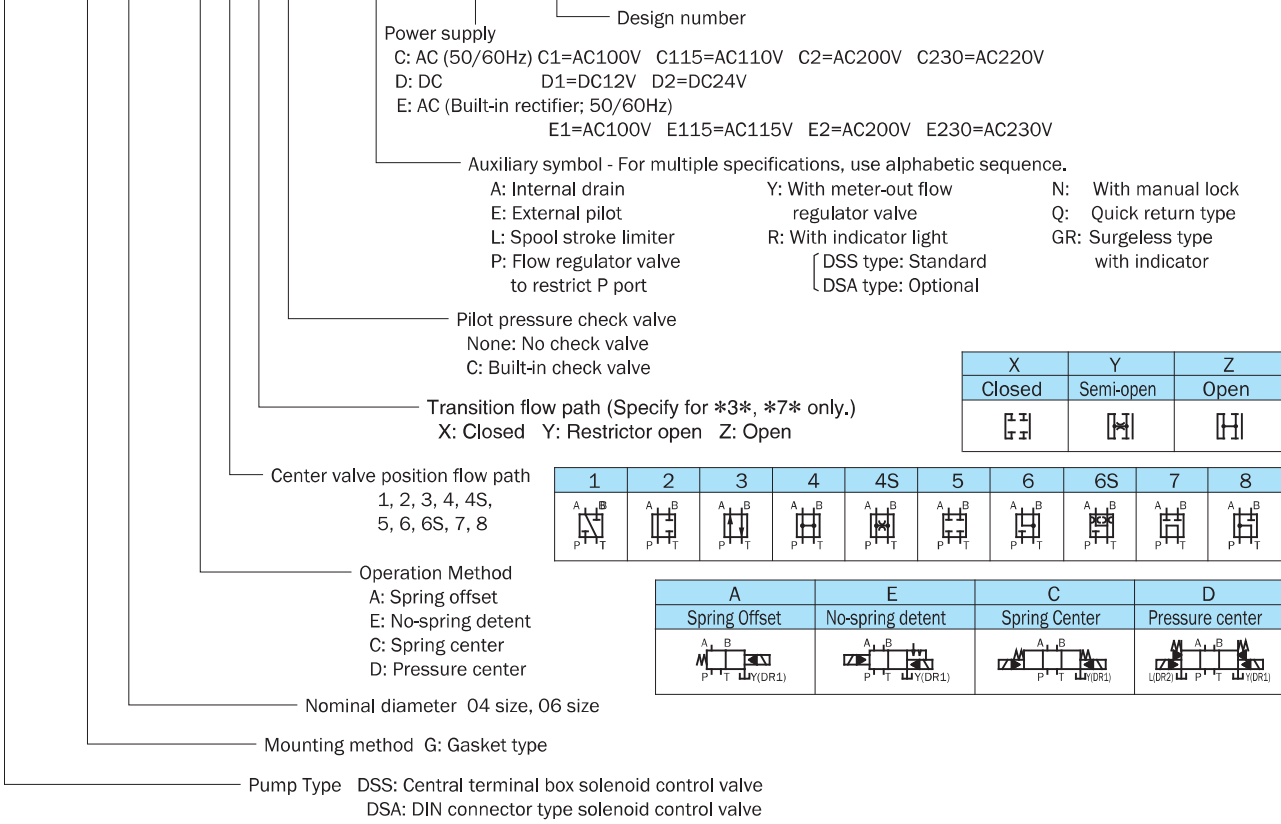 Design number
Power supply
C: AC (50/60Hz) C1=AC100V C115=AC110V C2=AC200V C230=AC220V
D: DC D1=DC12V D2=DC24V
E: AC (Built-in rectifier; 50/60Hz)
E1=AC100V E115=AC115V E2=AC200V E230=AC230V
Auxiliary symbol - For multiple specifications, use alphabetic sequence.
A: Internal drain
E: External pilot
L: Spool stroke limiter
P: Flow regulator valve
to restrict P port
Y: With meter-out flow
regulator valve
R: With indicator light
DSS type: Standard
DSA type: Optional
N: With manual lock
Q: Quick return type
GR: Surgeless type
with indicator
Pilot pressure check valve
None: No check valve
C: Built-in check valve
X Y Z
Closed Semi-open Open
Transition flow path (Specify for *3*, *7* only.)
X: Closed Y: Restrictor open Z: Open
Center valve position flow path
1, 2, 3, 4, 4S,
5, 6, 6S, 7, 8
1 2 3 4 4S 5 6 6S 7 8
A B A B A B A B A B A B A B A B A B A B
P T P T P T P T P T P T P T P T P T P T
Operation Method
A: Spring offset
E: No-spring detent
C: Spring center
D: Pressure center
A E C D
Spring Offset No-spring detent Spring Center Pressure center
A B A B A B A B
P T Y(DR1) P T Y(DR1) P T Y(DR1) L(DR2) P T Y(DR1)
Nominal diameter 04 size, 06 size
Mounting method G: Gasket type
Pump Type DSS: Central terminal box solenoid control valve
DSA: DIN connector type solenoid control valve